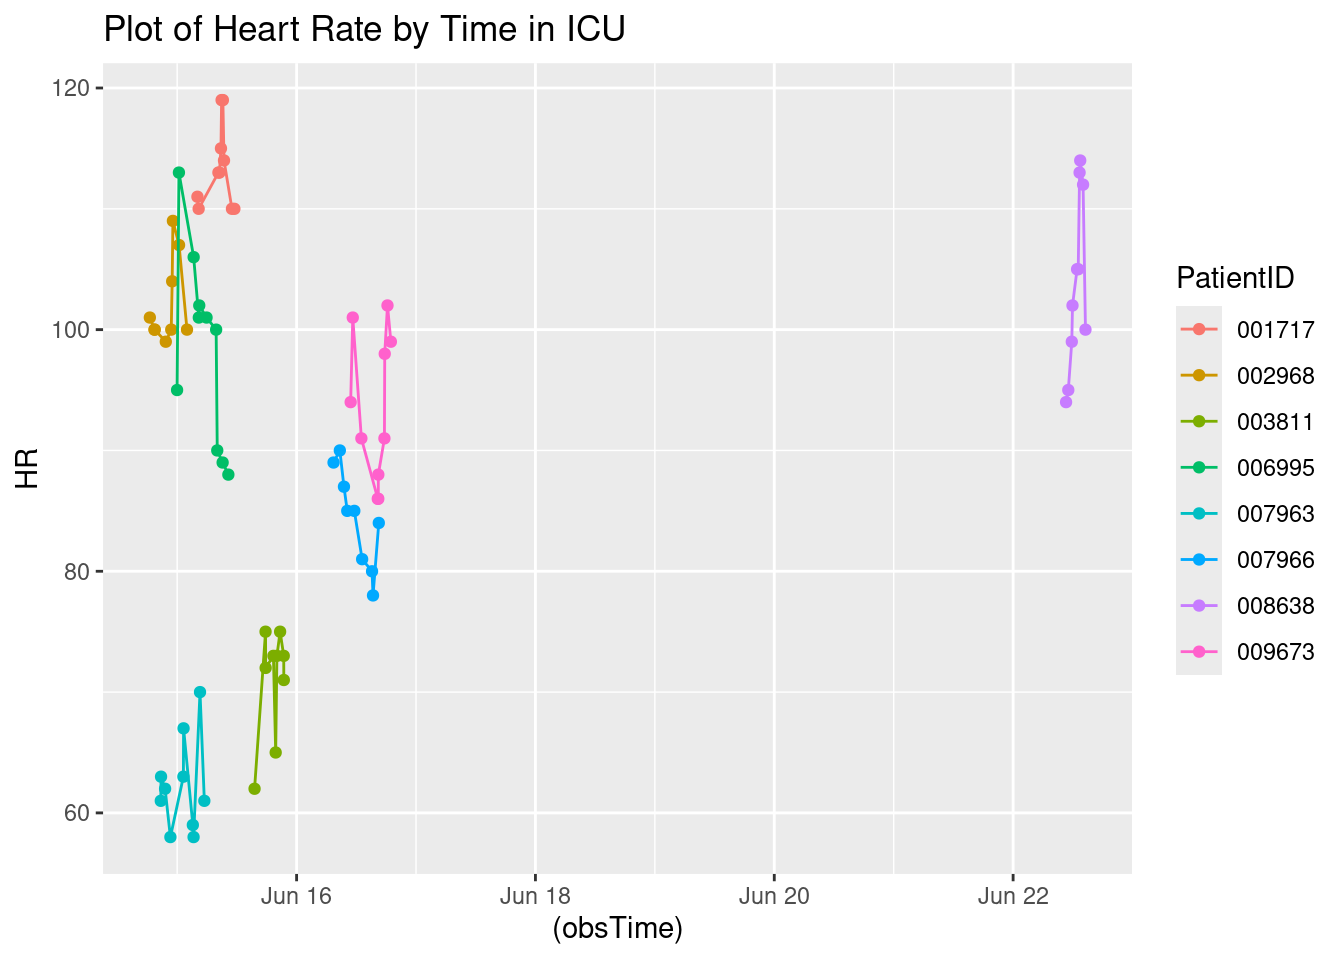 Plot of Heart Rate by Time in ICU
120
100
80
60
HR
Jun 16
Jun 18
Jun 20
Jun 22
(obsTime)
PatientID
001717
002968
003811
006995
007963
007966
008638
009673